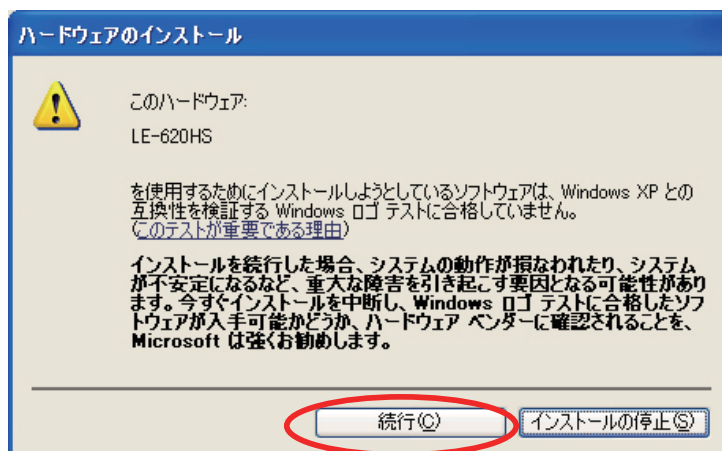 ハードウェアのインストール
このハードウェア:
LE-620HS
を使用するためにインストールしようとしているソフトウェアは、Windows XP との
互換性を検証する Windows ロゴ テストに合格していません。
(このテストが重要である理由)
インストールを続行した場合、システムの動作が損なわれたり、システム
が不安定になるなど、重大な障害を引き起こす要因となる可能性があり
ます。今すぐインストールを中断し、Windows ロゴ テストに合格したソフ
トウェアが入手可能かどうか、ハードウェア ベンダーに確認されることを、
Microsoft は強くお勧めします。
続行(C) インストールの停止(S)